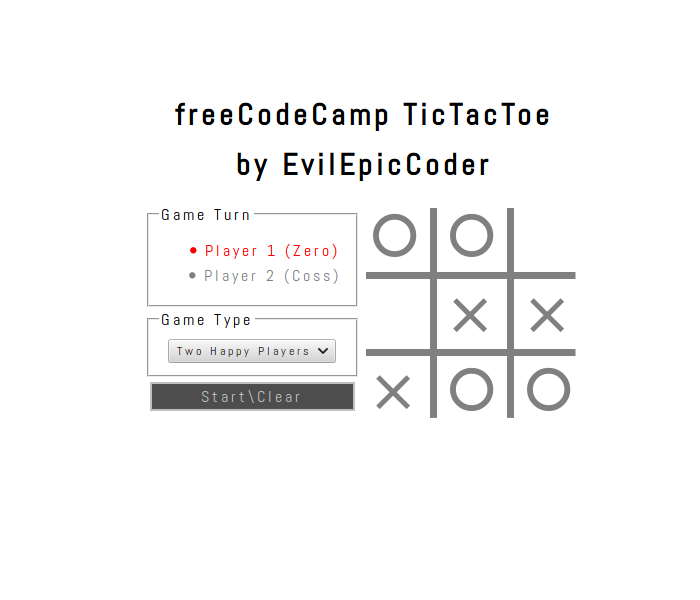 freeCodeCamp TicTacToe
by EvilEpicCoder
Game Turn
Player 1 (Zero)
Player 2 (Coss)
Game Type
Two Happy Players
Start\Clear